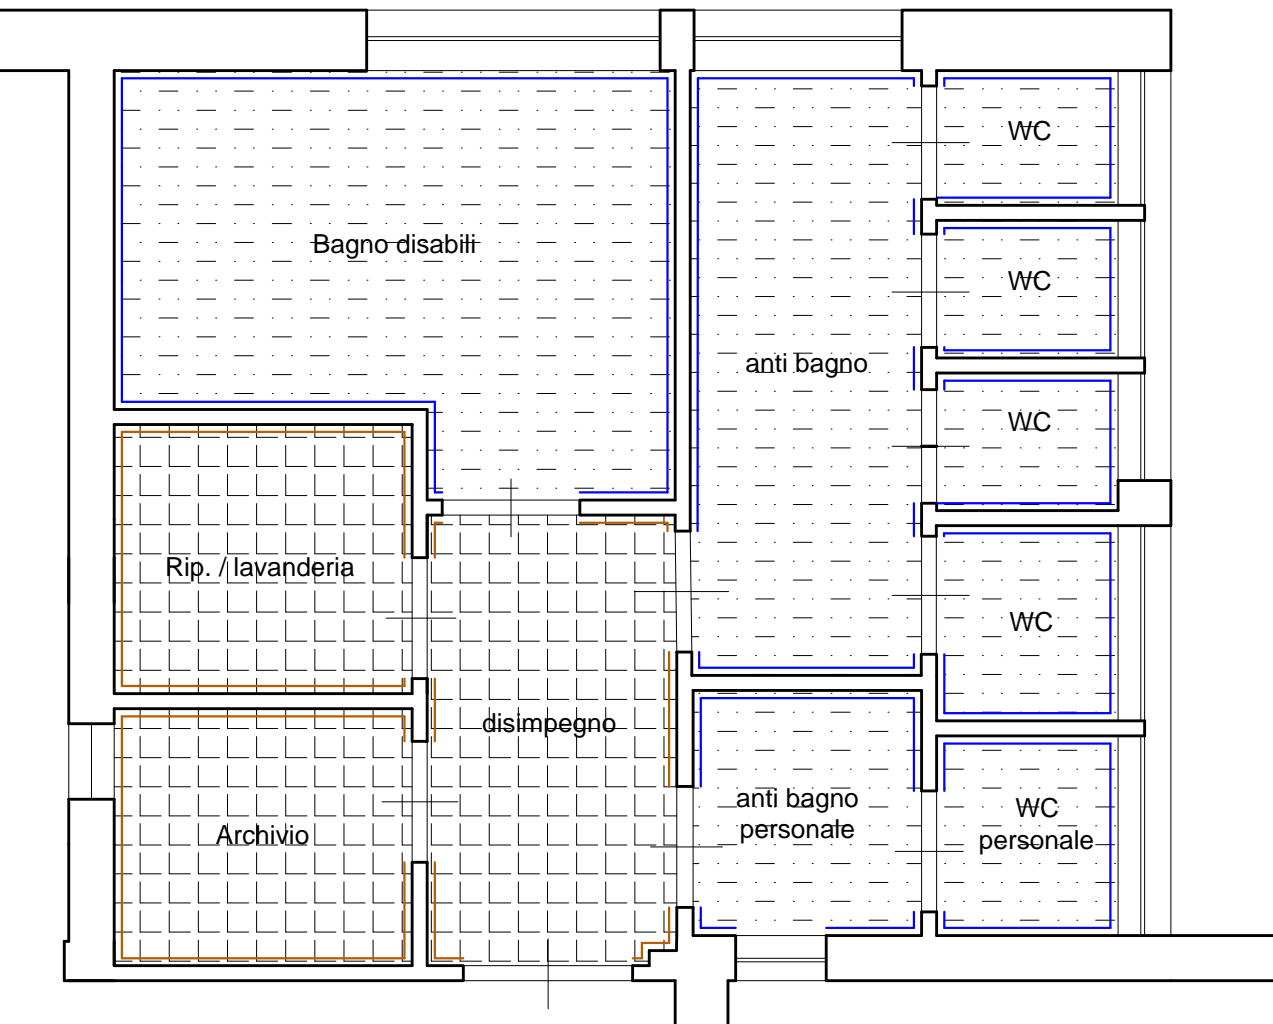 WC
Bagno disabili
WC
anti bagno
WC
Rip. / lavanderia
WC
disimpegno
anti bagno
personale
WC
personale
Archivio